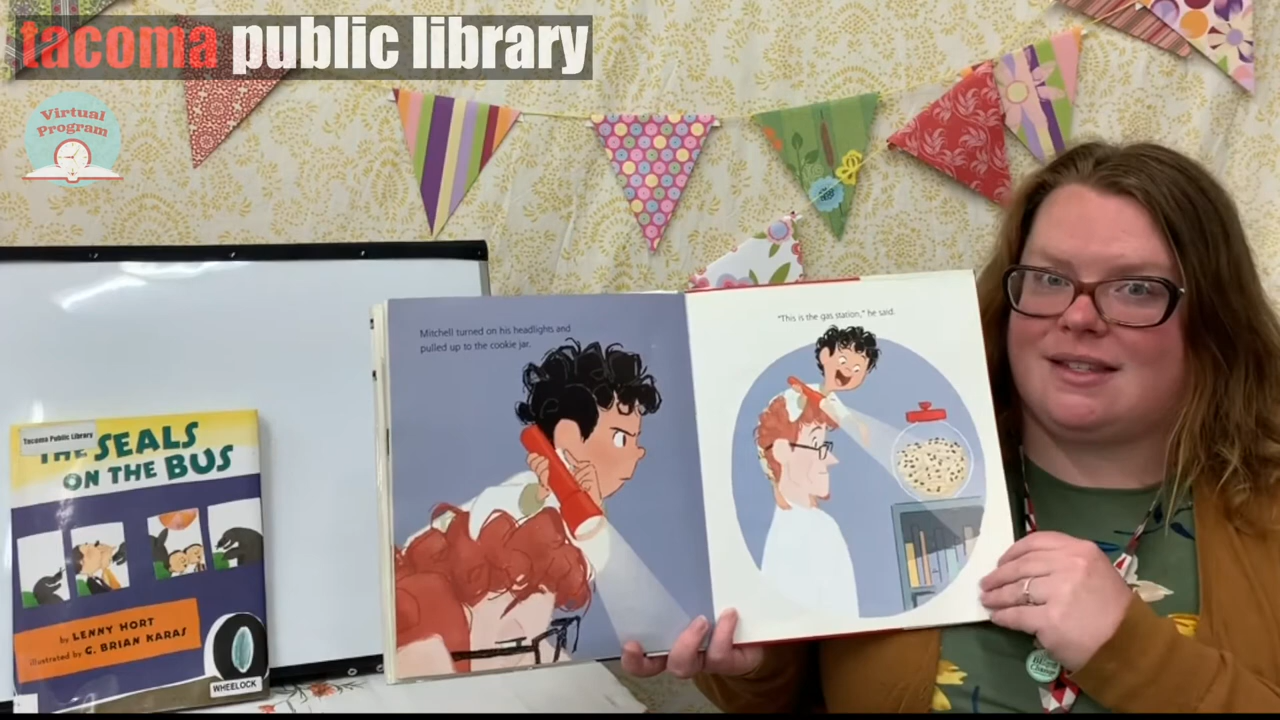 tacoma public library
Virtual
Program
Mitchell turned on his headlights and
pulled up to the cookie jar.
"This is the gas station," he said.
Tacoma Public Library
THE SEALS
ON THE BUS
by LENNY HORT
illustrated by G. BRIAN KARAS
WHEELOCK